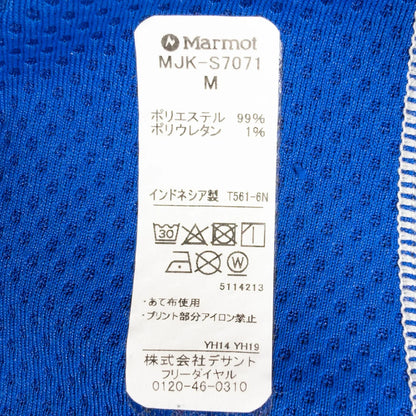 Marmot
MJK-S7071
M
ポリエステル 99%
ポリウレタン 1%
インドネシア製 T561-6N
30
W
5114213
・あて布使用
・プリント部分アイロン禁止
YH14 YH19
株式会社デサント
フリーダイヤル
0120-46-0310